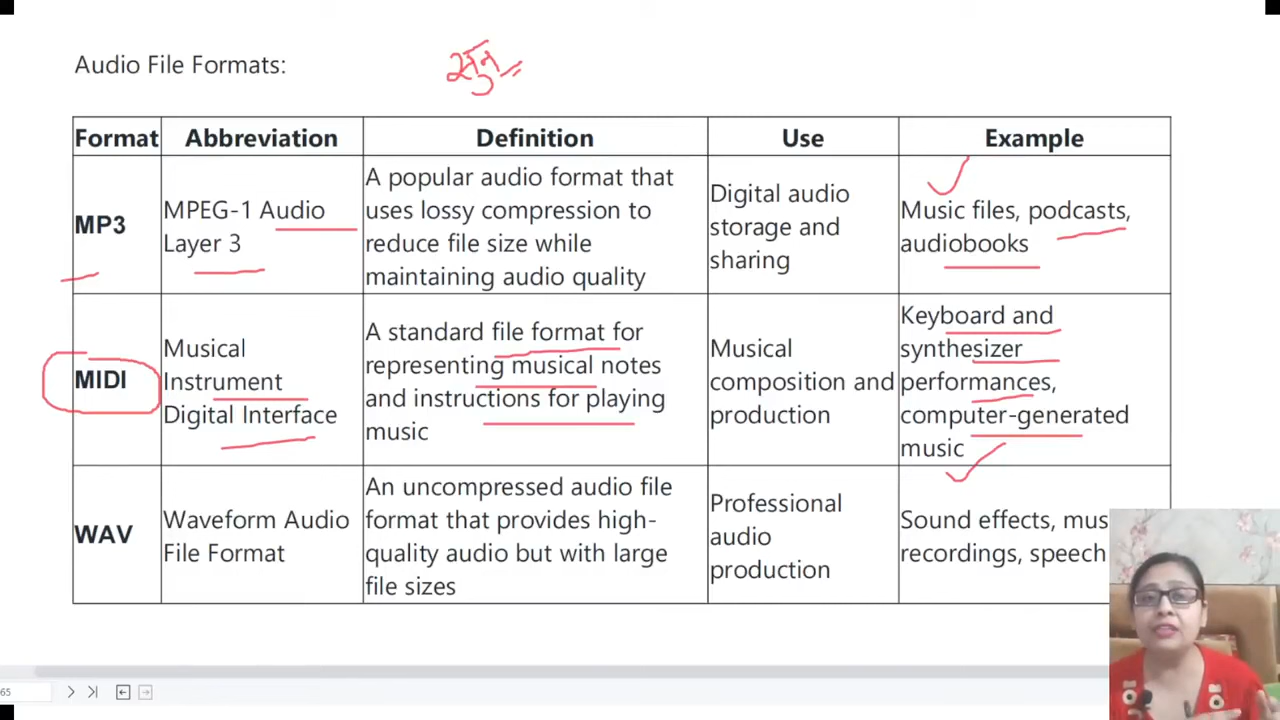 Audio File Formats:
सुन
Format Abbreviation Definition Use Example
MP3
MPEG-1 Audio
Layer 3
A popular audio format that
uses lossy compression to
reduce file size while
maintaining audio quality
Digital audio
storage and
sharing
Music files, podcasts,
audiobooks
MIDI
Musical
Instrument
Digital Interface
A standard file format for
representing musical notes
and instructions for playing
music
Musical
composition and
production
Keyboard and
synthesizer
performances,
computer-generated
music
WAV
Waveform Audio
File Format
An uncompressed audio file
format that provides high-
quality audio but with large
file sizes
Professional
audio
production
Sound effects,
recordings, speech
65